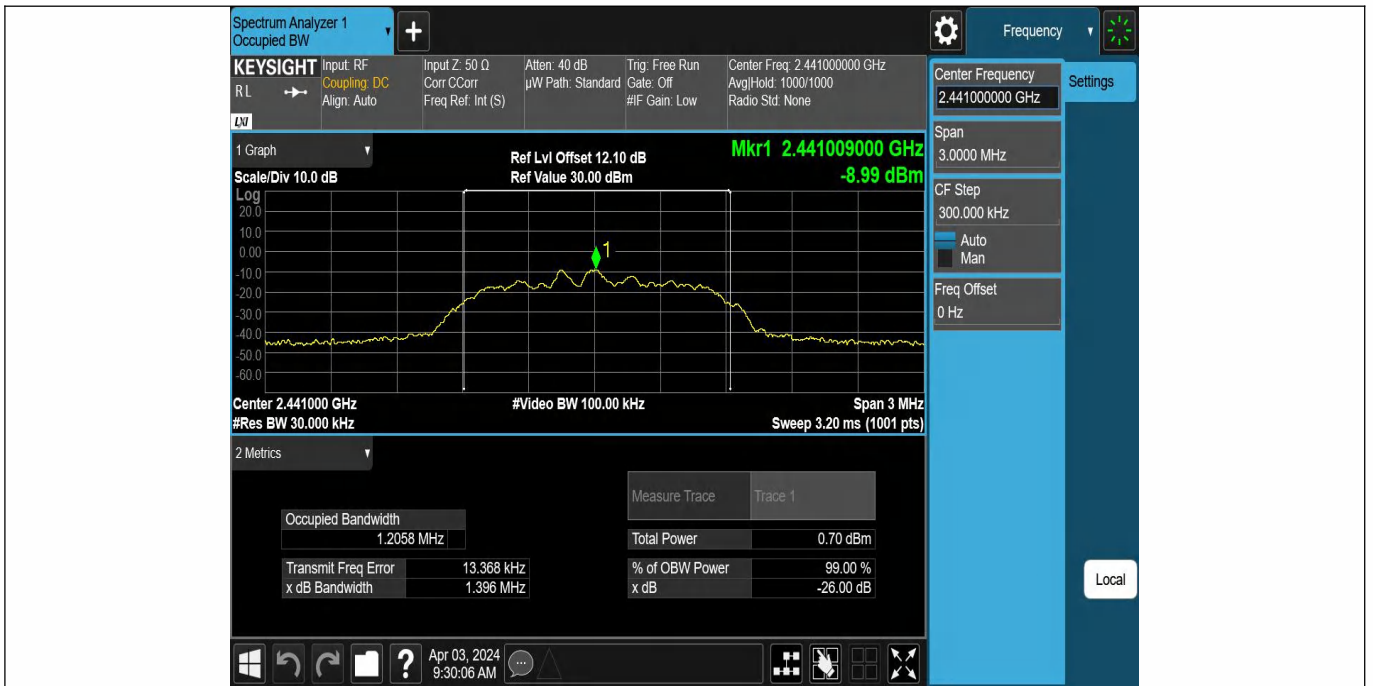 Spectrum Analyzer 1
Occupied BW
Frequency
KEYSIGHT
RL
LXI
Input: RF
Coupling: DC
Align: Auto
Input Z: 50 Ω
Corr CCorr
Freq Ref: Int (S)
Atten: 40 dB
µW Path: Standard
Trig: Free Run
Gate: Off
#IF Gain: Low
Center Freq: 2.441000000 GHz
Avg|Hold: 1000/1000
Radio Std: None
Center Frequency
2.441000000 GHz
Settings
Span
3.0000 MHz
CF Step
300.000 kHz
Auto
Man
Freq Offset
0 Hz
Local
1 Graph
Scale/Div 10.0 dB
Ref Lvl Offset 12.10 dB
Ref Value 30.00 dBm
Mkr1 2.441009000 GHz
-8.99 dBm
Log
20.0
10.0
0.00
-10.0
-20.0
-30.0
-40.0
-50.0
-60.0
1
Center 2.441000 GHz
#Video BW 100.00 kHz
Span 3 MHz
#Res BW 30.000 kHz
Sweep 3.20 ms (1001 pts)
2 Metrics
Measure Trace Trace 1
Occupied Bandwidth
1.2058 MHz
Total Power 0.70 dBm
Transmit Freq Error 13.368 kHz
% of OBW Power 99.00 %
x dB Bandwidth 1.396 MHz
x dB -26.00 dB
?
Apr 03, 2024
9:30:06 AM